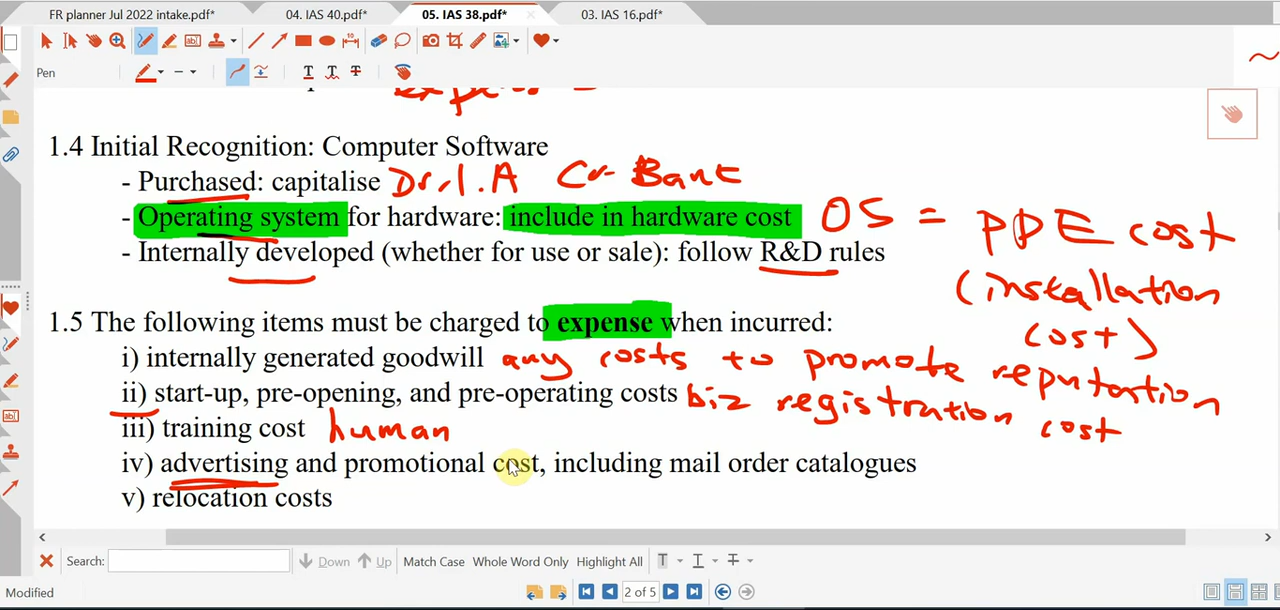 FR planner Jul 2022 intake.pdf* 04. IAS 40.pdf* 05. IAS 38.pdf* 03. IAS 16.pdf*
Pen
1.4 Initial Recognition: Computer Software
- Purchased: capitalise Dr. I.A Cr Bank
- Operating system for hardware: include in hardware cost OS = PPE cost
(installation
cost)
- Internally developed (whether for use or sale): follow R&D rules
1.5 The following items must be charged to expense when incurred:
i) internally generated goodwill any costs to promote reputation
ii) start-up, pre-opening, and pre-operating costs biz registration cost
iii) training cost human
iv) advertising and promotional cost, including mail order catalogues
v) relocation costs
Search: Down Up Match Case Whole Word Only Highlight All
Modified 2 of 5